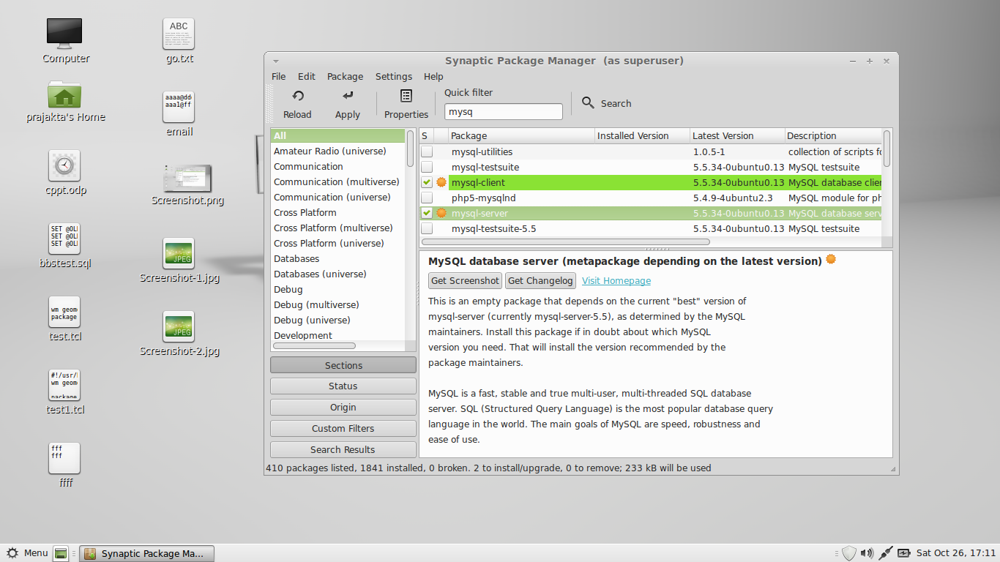 Computer
prajakta's Home
cppt.odp
SET @OLI
SET @OLI
SET @OLI
bbstest.sql
wm geom
package
test.tcl
#!/usr/l
wm geom
package
test1.tcl
fff
fff
ffff
ABC
go.txt
aaaa@dd
aaa1@ff
email
Screenshot.png
JPEG
Screenshot-1.jpg
JPEG
Screenshot-2.jpg
Synaptic Package Manager (as superuser)
File Edit Package Settings Help
Reload Apply Properties
Quick filter
mysq
Search
All
Amateur Radio (universe)
Communication
Communication (multiverse)
Communication (universe)
Cross Platform
Cross Platform (multiverse)
Cross Platform (universe)
Databases
Databases (universe)
Debug
Debug (multiverse)
Debug (universe)
Development
Sections
Status
Origin
Custom Filters
Search Results
S Package Installed Version Latest Version Description
mysql-utilities 1.0.5-1 collection of scripts fo
mysql-testsuite 5.5.34-0ubuntu0.13 MySQL testsuite
mysql-client 5.5.34-0ubuntu0.13 MySQL database clien
php5-mysqlnd 5.4.9-4ubuntu2.3 MySQL module for ph
mysql-server 5.5.34-0ubuntu0.13 MySQL database serv
mysql-testsuite-5.5 5.5.34-0ubuntu0.13 MySQL testsuite
MySQL database server (metapackage depending on the latest version)
Get Screenshot Get Changelog Visit Homepage
This is an empty package that depends on the current "best" version of
mysql-server (currently mysql-server-5.5), as determined by the MySQL
maintainers. Install this package if in doubt about which MySQL
version you need. That will install the version recommended by the
package maintainers.
MySQL is a fast, stable and true multi-user, multi-threaded SQL database
server. SQL (Structured Query Language) is the most popular database query
language in the world. The main goals of MySQL are speed, robustness and
ease of use.
410 packages listed, 1841 installed, 0 broken. 2 to install/upgrade, 0 to remove; 233 kB will be used
Menu Synaptic Package Ma... Sat Oct 26, 17:11